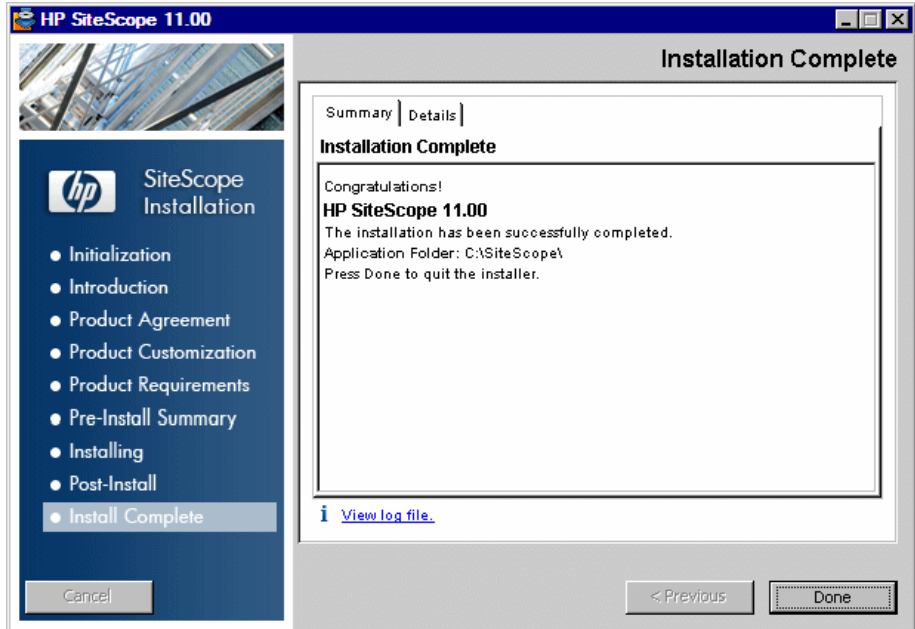 HP SiteScope 11.00
Installation Complete
hp
SiteScope
Installation
Initialization
Introduction
Product Agreement
Product Customization
Product Requirements
Pre-Install Summary
Installing
Post-Install
Install Complete
Cancel
Summary
Details
Installation Complete
Congratulations!
HP SiteScope 11.00
The installation has been successfully completed.
Application Folder: C:\SiteScope\
Press Done to quit the installer.
i View log file.
< Previous
Done